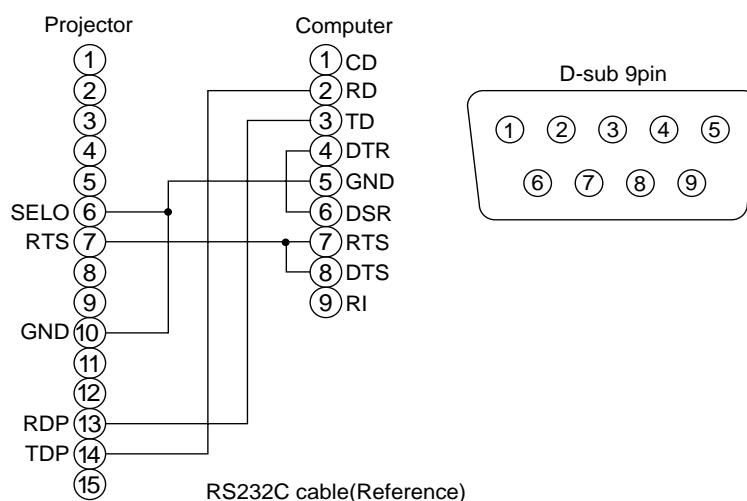 Projector
1
2
3
4
5
SELO 6
RTS 7
8
9
GND 10
11
12
RDP 13
TDP 14
15
Computer
1 CD
2 RD
3 TD
4 DTR
5 GND
6 DSR
7 RTS
8 DTS
9 RI
D-sub 9pin
1 2 3 4 5
6 7 8 9
RS232C cable(Reference)